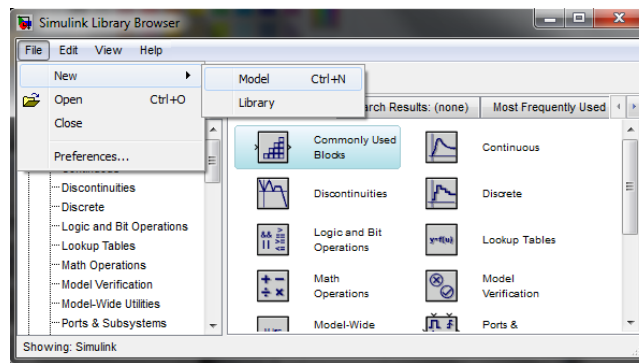 Simulink Library Browser
File Edit View Help
New
Open Ctrl+O
Close
Preferences...
Model Ctrl+N
Library
arch Results: (none) Most Frequently Used
Continuous
Discontinuities
Discrete
Logic and Bit Operations
Lookup Tables
Math Operations
Model Verification
Model-Wide Utilities
Ports & Subsystems
Commonly Used
Blocks
Continuous
Discontinuities
Discrete
Logic and Bit
Operations
y=f(u)
Lookup Tables
Math
Operations
Model
Verification
Model-Wide
Ports &
Showing: Simulink